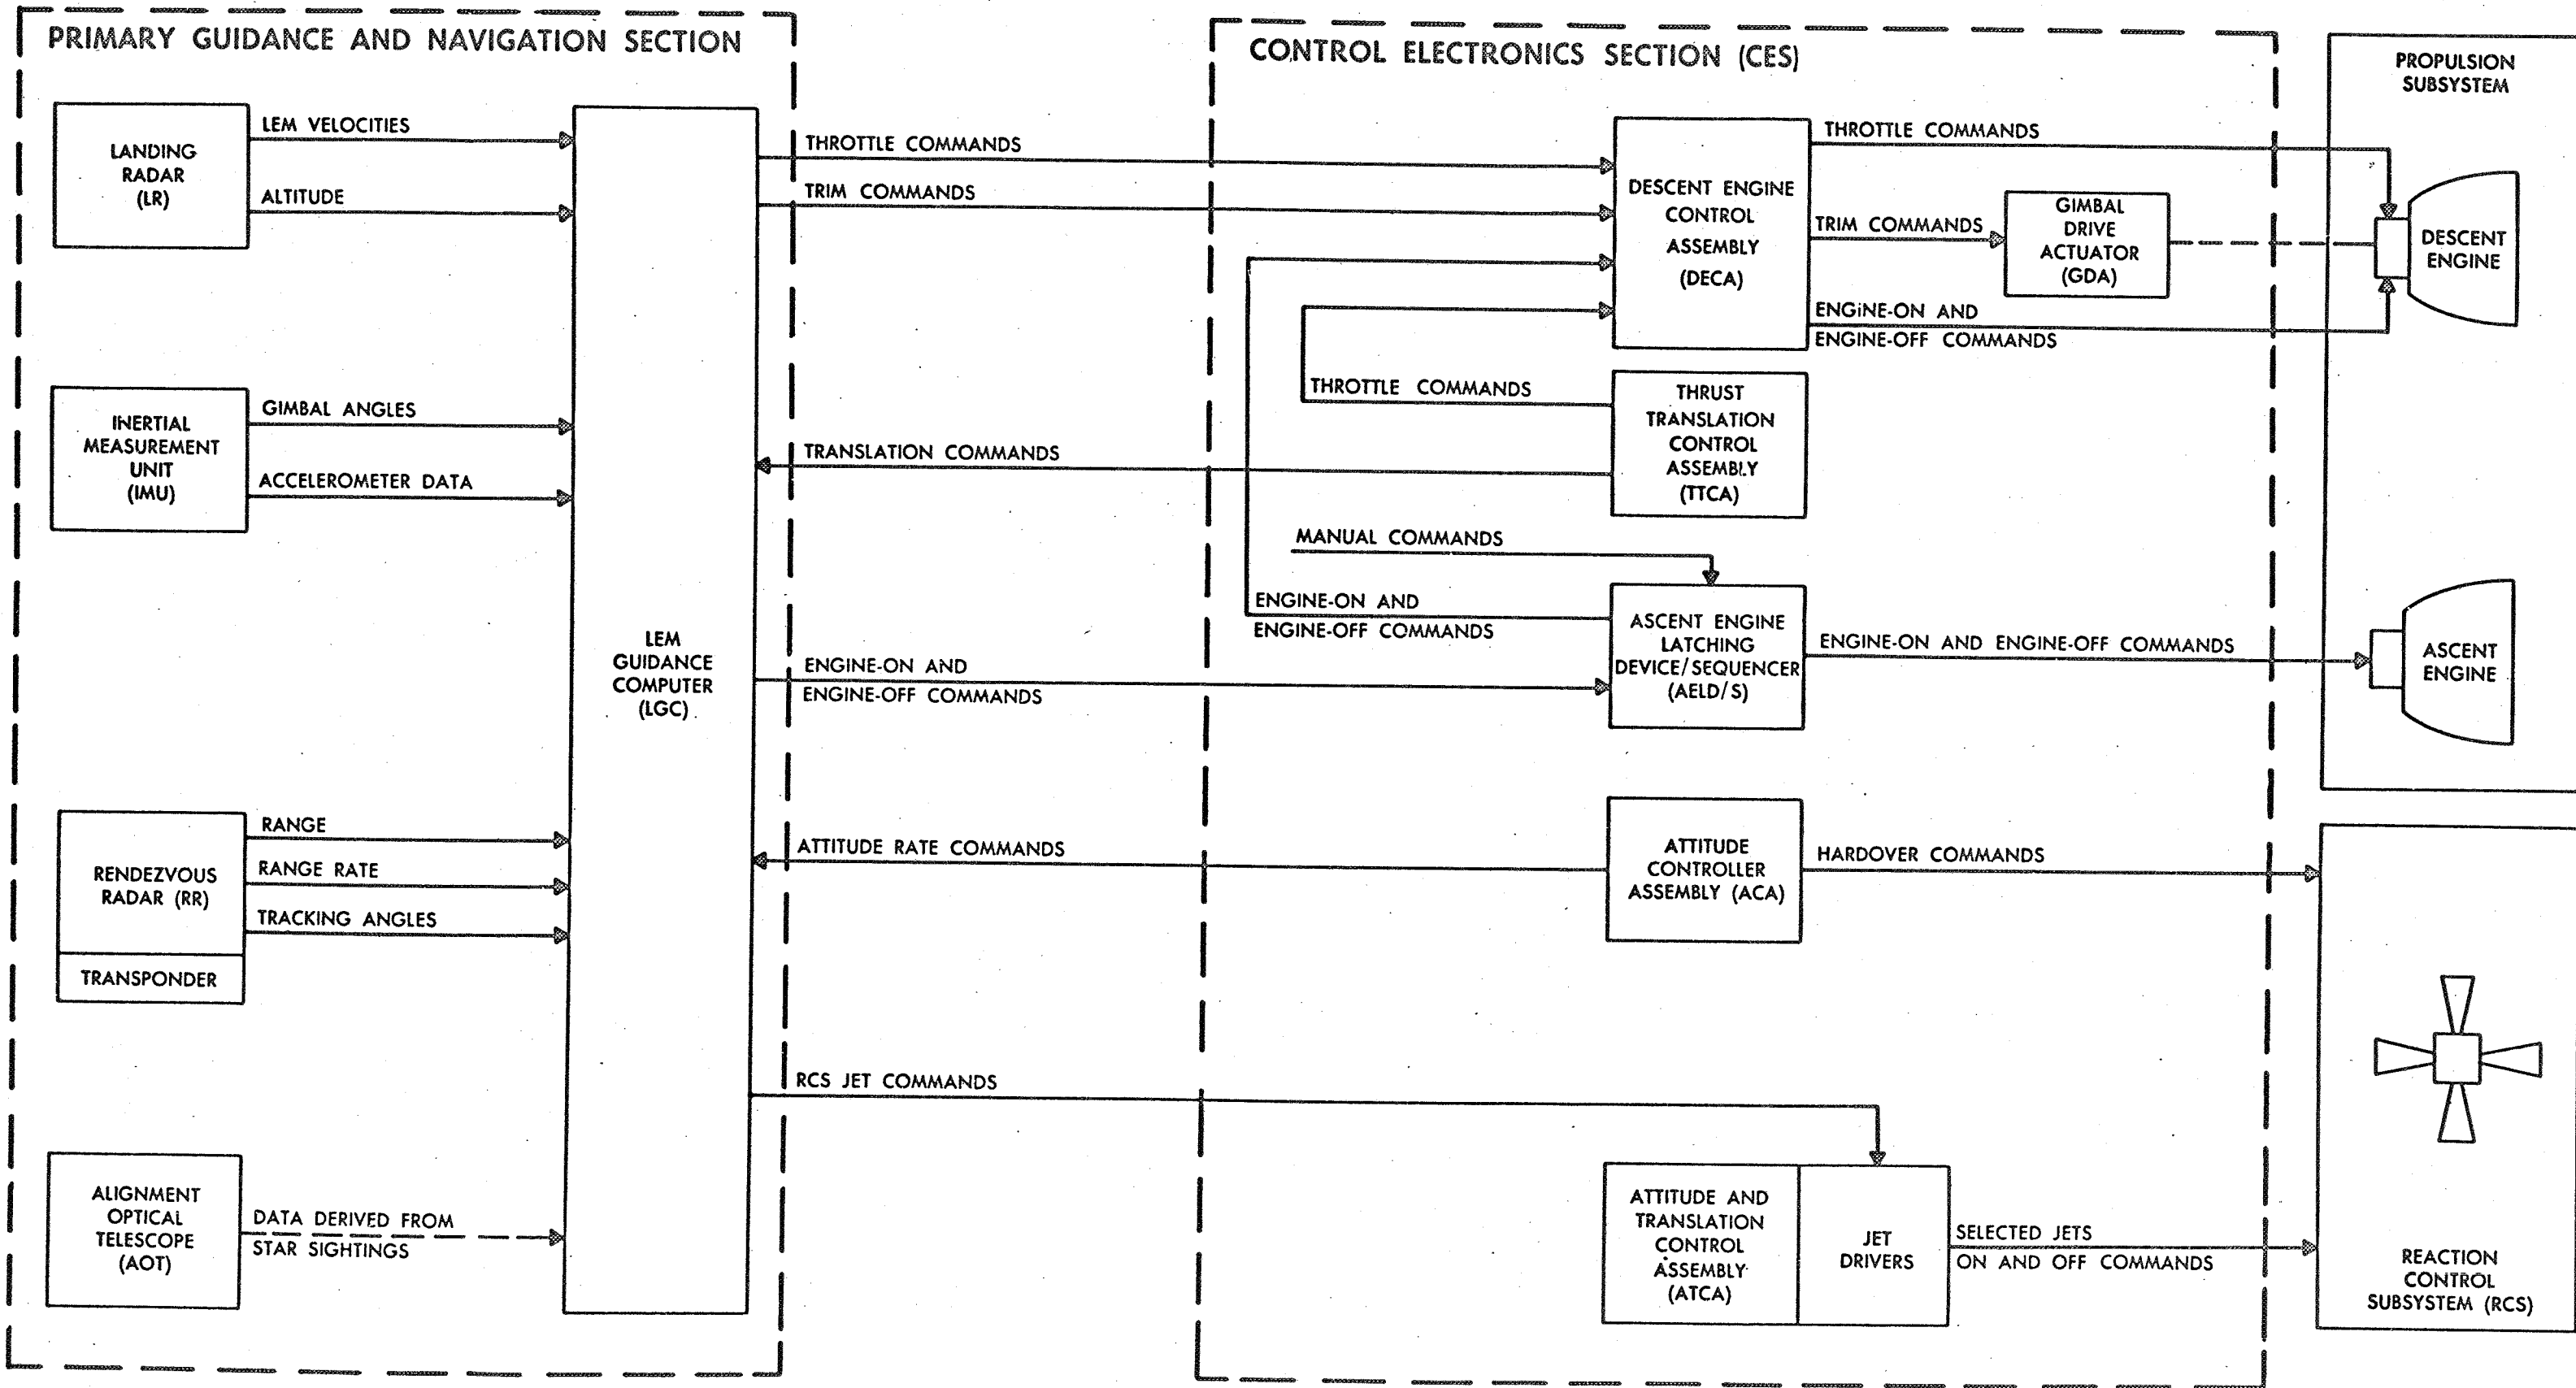 PRIMARY GUIDANCE AND NAVIGATION SECTION
LANDING
RADAR
(LR)
LEM VELOCITIES
ALTITUDE
INERTIAL
MEASUREMENT
UNIT
(IMU)
GIMBAL ANGLES
ACCELEROMETER DATA
RENDEZVOUS
RADAR (RR)
TRANSPONDER
RANGE
RANGE RATE
TRACKING ANGLES
ALIGNMENT
OPTICAL
TELESCOPE
(AOT)
DATA DERIVED FROM
STAR SIGHTINGS
LEM
GUIDANCE
COMPUTER
(LGC)
THROTTLE COMMANDS
TRIM COMMANDS
TRANSLATION COMMANDS
ENGINE-ON AND
ENGINE-OFF COMMANDS
ATTITUDE RATE COMMANDS
RCS JET COMMANDS
CONTROL ELECTRONICS SECTION (CES)
DESCENT ENGINE
CONTROL
ASSEMBLY
(DECA)
THROTTLE COMMANDS
TRIM COMMANDS
ENGINE-ON AND
ENGINE-OFF COMMANDS
GIMBAL
DRIVE
ACTUATOR
(GDA)
THROTTLE COMMANDS
THRUST
TRANSLATION
CONTROL
ASSEMBLY
(TTCA)
MANUAL COMMANDS
ENGINE-ON AND
ENGINE-OFF COMMANDS
ASCENT ENGINE
LATCHING
DEVICE/SEQUENCER
(AELD/S)
ENGINE-ON AND ENGINE-OFF COMMANDS
ATTITUDE
CONTROLLER
ASSEMBLY (ACA)
HARDOVER COMMANDS
ATTITUDE AND
TRANSLATION
CONTROL
ASSEMBLY
(ATCA)
JET
DRIVERS
SELECTED JETS
ON AND OFF COMMANDS
PROPULSION
SUBSYSTEM
DESCENT
ENGINE
ASCENT
ENGINE
REACTION
CONTROL
SUBSYSTEM (RCS)